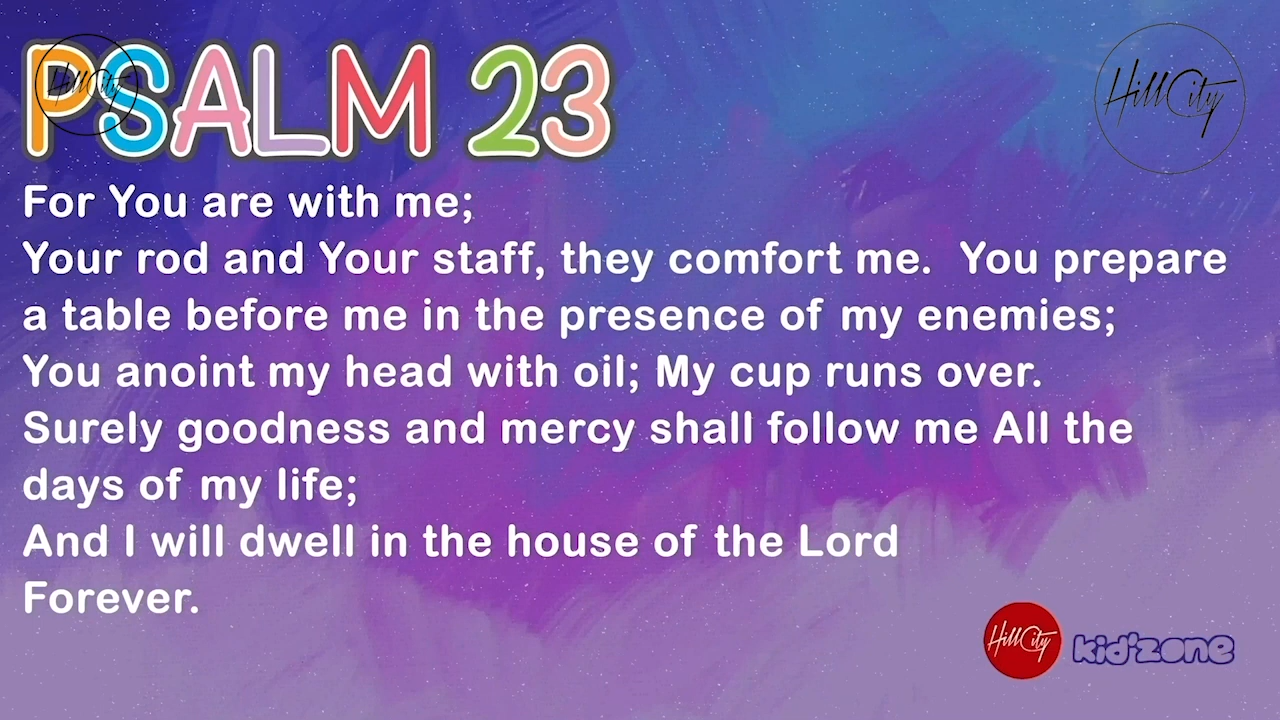 PSALM 23
HillCity
HillCity
For You are with me;
Your rod and Your staff, they comfort me.  You prepare
a table before me in the presence of my enemies;
You anoint my head with oil; My cup runs over.
Surely goodness and mercy shall follow me All the
days of my life;
And I will dwell in the house of the Lord
Forever.
HillCity kid'zone